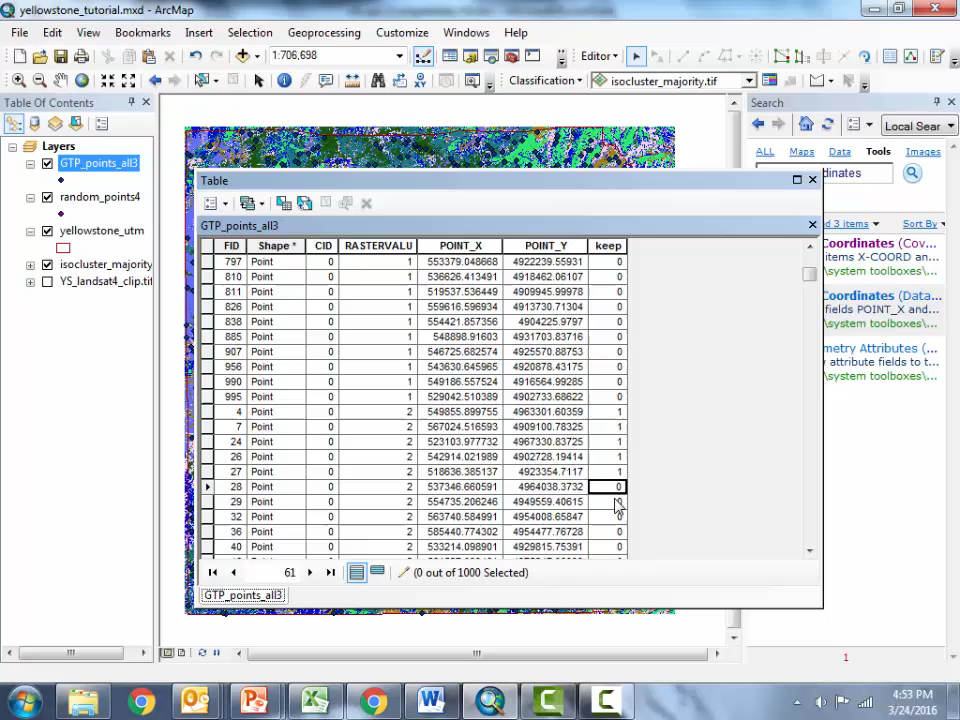 yellowstone_tutorial.mxd - ArcMap
File Edit View Bookmarks Insert Selection Geoprocessing Customize Windows Help
1:706,698 Editor
Classification isocluster_majority.tif
Table Of Contents
Layers
GTP_points_all3
random_points4
yellowstone_utm
isocluster_majority
YS_landsat4_clip.tif
Search
Local Sear
ALL Maps Data Tools Images
dinates
d 3 items Sort By
Coordinates (Cov...
items X-COORD an
\system toolboxes\...
oordinates (Data...
fields POINT_X and...
\system toolboxes\...
metry Attributes (...
attribute fields to t
\system toolboxes\...
Table
GTP_points_all3
FID Shape * CID RASTERVALU POINT_X POINT_Y keep
797 Point 0 1 553379.048668 4922239.55931 0
810 Point 0 1 536626.413491 4918462.06107 0
811 Point 0 1 519537.536449 4909945.99978 0
826 Point 0 1 559616.596934 4913730.71304 0
838 Point 0 1 554421.857356 4904225.9797 0
885 Point 0 1 548898.91603 4931703.83716 0
907 Point 0 1 546725.682574 4925570.88753 0
956 Point 0 1 543630.645965 4920878.43175 0
990 Point 0 1 549186.557524 4916564.99285 0
995 Point 0 1 529042.510389 4902733.68622 0
4 Point 0 2 549855.899755 4963301.60359 1
7 Point 0 2 567024.516593 4909100.78325 1
24 Point 0 2 523103.977732 4967330.83725 1
26 Point 0 2 542914.021989 4902728.19414 1
27 Point 0 2 518636.385137 4923354.7117 1
28 Point 0 2 537346.660591 4964038.3732 0
29 Point 0 2 554735.206246 4949559.40615 0
32 Point 0 2 563740.584991 4954008.65847 0
36 Point 0 2 585440.774302 4954477.76728 0
40 Point 0 2 533214.098901 4929815.75391 0
61 (0 out of 1000 Selected)
GTP_points_all3
1
4:53 PM
3/24/2016